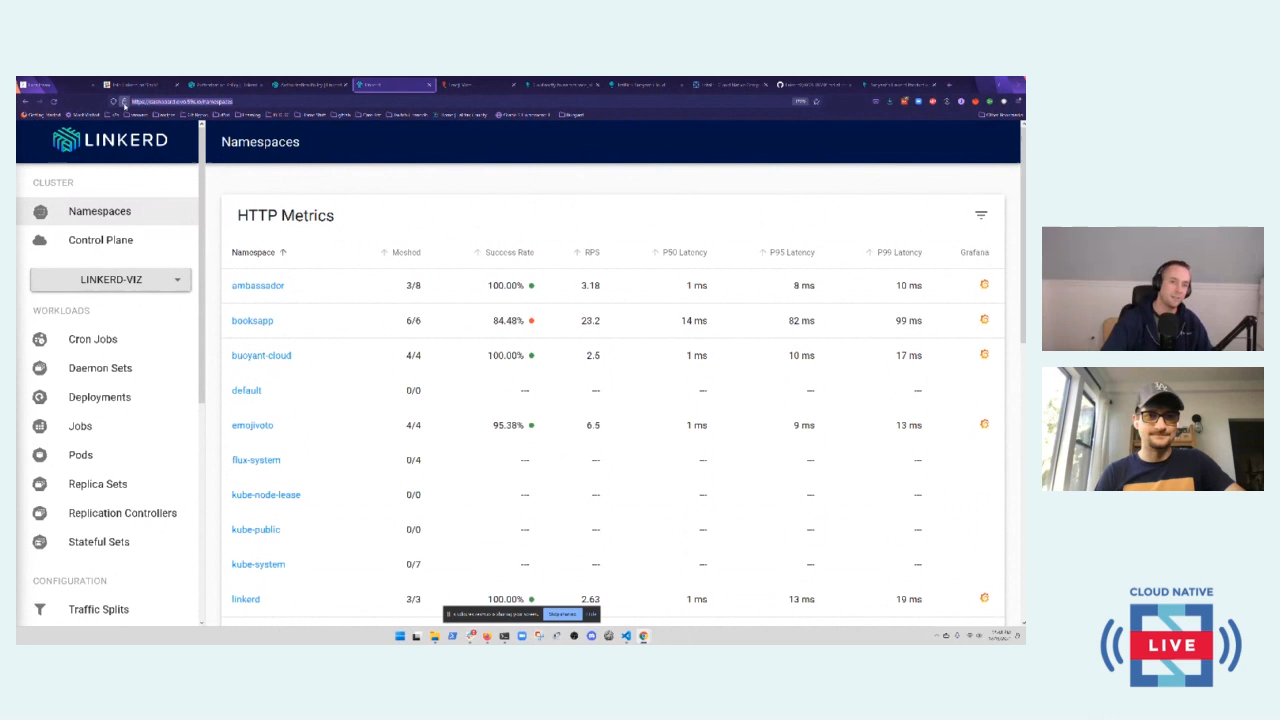 LINKERD
Namespaces
CLUSTER
Namespaces
Control Plane
LINKERD-VIZ
WORKLOADS
Cron Jobs
Daemon Sets
Deployments
Jobs
Pods
Replica Sets
Replication Controllers
Stateful Sets
CONFIGURATION
Traffic Splits
HTTP Metrics
Namespace Meshed Success Rate RPS P50 Latency P95 Latency P99 Latency Grafana
ambassador 3/8 100.00% 3.18 1 ms 8 ms 10 ms
booksapp 6/6 84.48% 23.2 14 ms 82 ms 99 ms
buoyant-cloud 4/4 100.00% 2.5 1 ms 10 ms 17 ms
default 0/0 --- --- --- --- ---
emojivoto 4/4 95.38% 6.5 1 ms 9 ms 13 ms
flux-system 0/4 --- --- --- --- ---
kube-node-lease 0/0 --- --- --- --- ---
kube-public 0/0 --- --- --- --- ---
kube-system 0/7 --- --- --- --- ---
linkerd 3/3 100.00% 2.63 1 ms 13 ms 19 ms
CLOUD NATIVE
LIVE